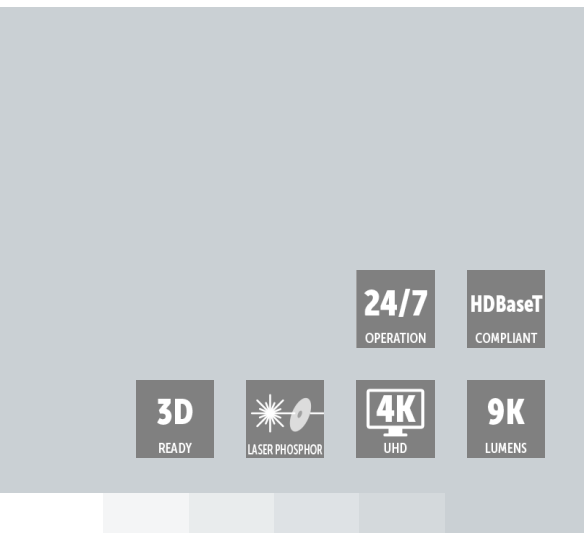 24/7
OPERATION
HDBaseT
COMPLIANT
3D
READY
LASER PHOSPHOR
4K
UHD
9K
LUMENS